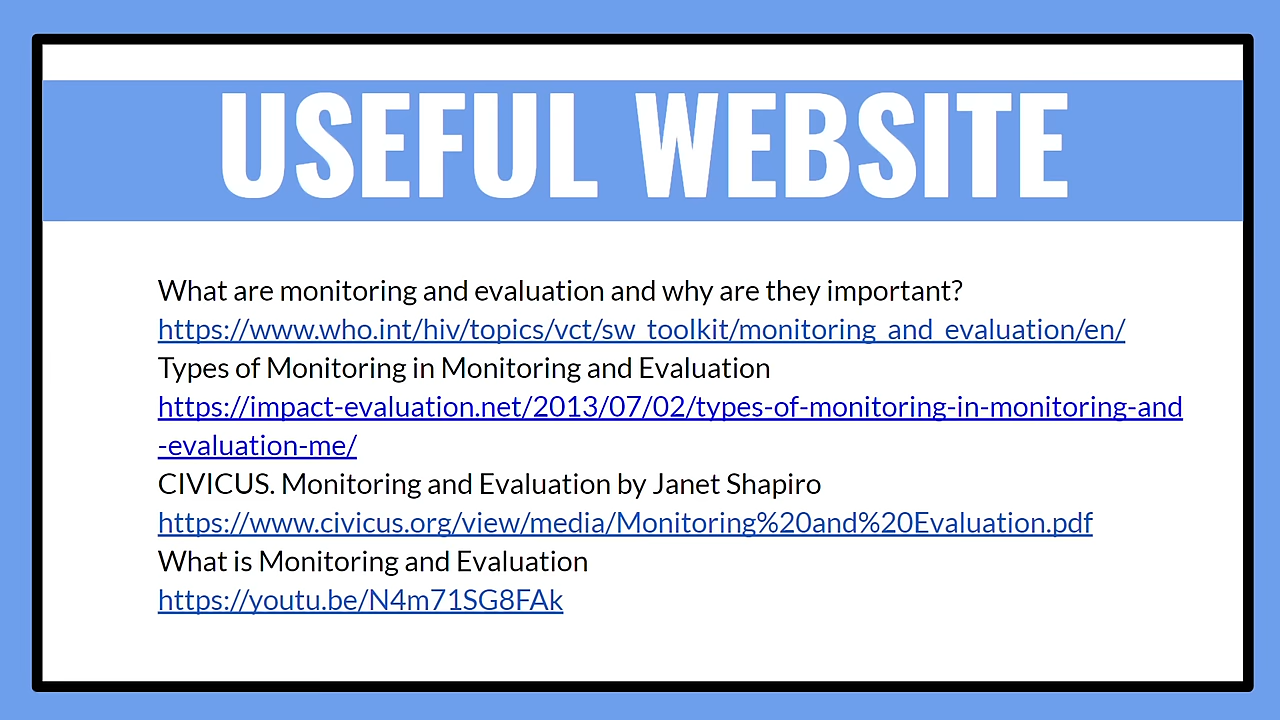 USEFUL WEBSITE
What are monitoring and evaluation and why are they important?
https://www.who.int/hiv/topics/vct/sw_toolkit/monitoring_and_evaluation/en/
Types of Monitoring in Monitoring and Evaluation
https://impact-evaluation.net/2013/07/02/types-of-monitoring-in-monitoring-and
-evaluation-me/
CIVICUS. Monitoring and Evaluation by Janet Shapiro
https://www.civicus.org/view/media/Monitoring%20and%20Evaluation.pdf
What is Monitoring and Evaluation
https://youtu.be/N4m71SG8FAk